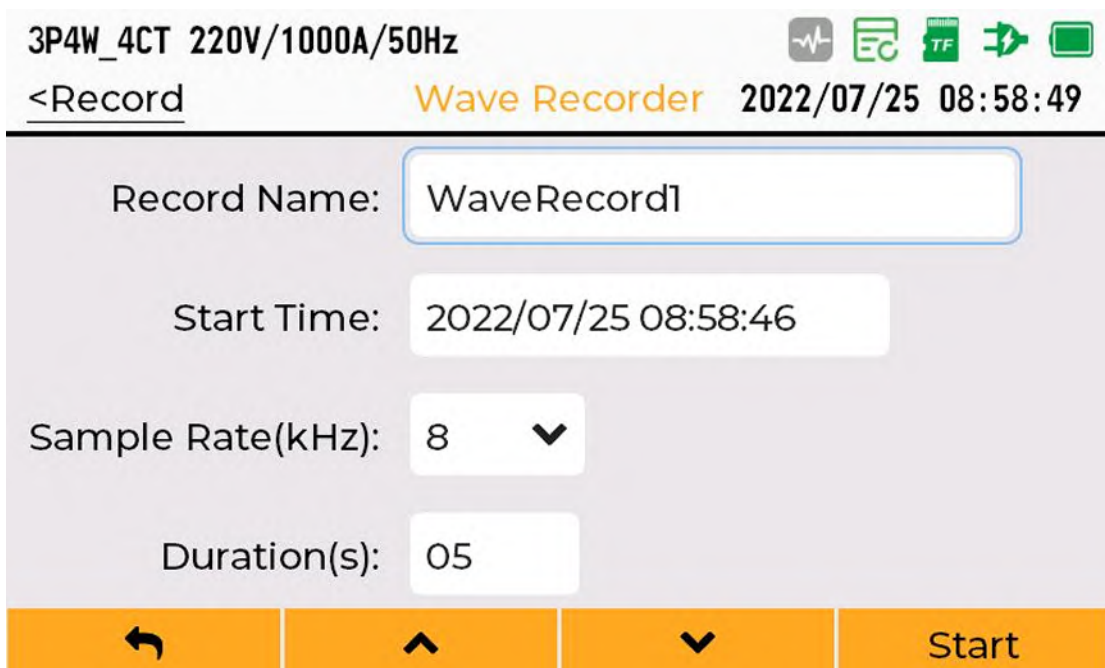 3P4W_4CT 220V/1000A/50Hz
TF
<Record Wave Recorder 2022/07/25 08:58:49
Record Name: WaveRecord1
Start Time: 2022/07/25 08:58:46
Sample Rate(kHz): 8
Duration(s): 05
Start